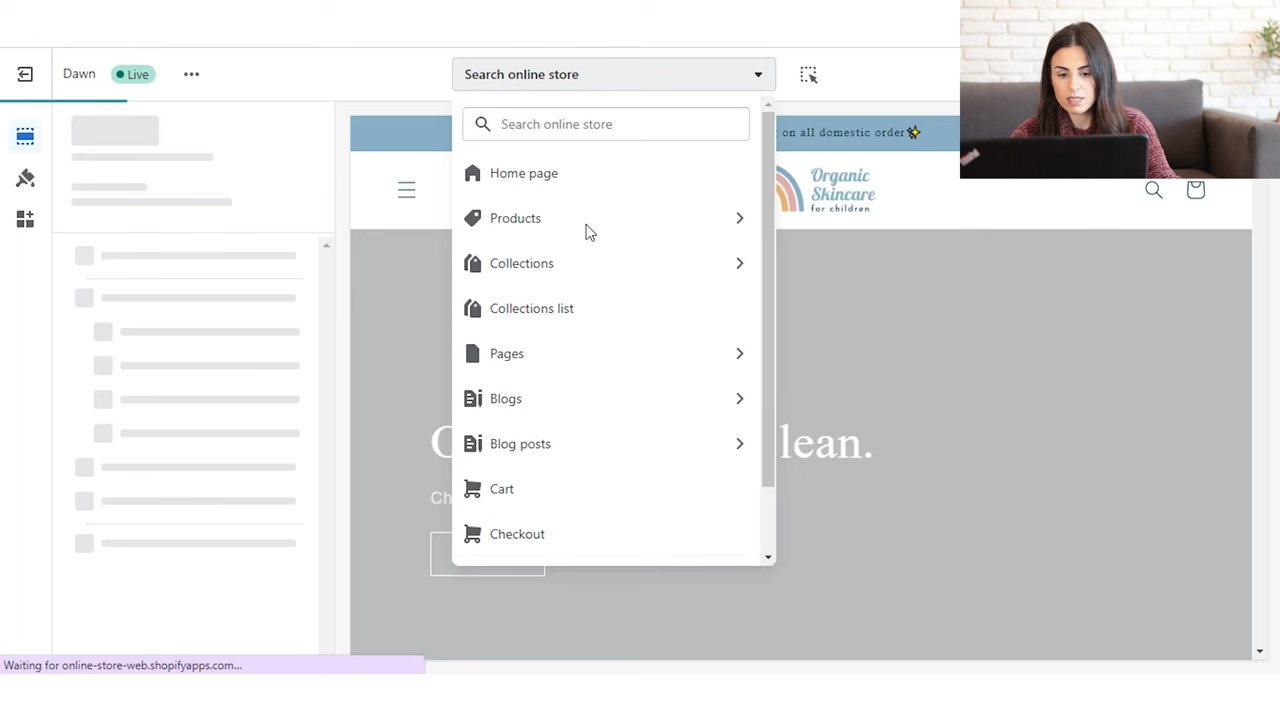 Dawn
Live
Search online store
Search online store
Home page
Products
Collections
Collections list
Pages
Blogs
Blog posts
Cart
Checkout
on all domestic order✨
Organic
Skincare
for children
lean.
Waiting for online-store-web.shopifyapps.com...